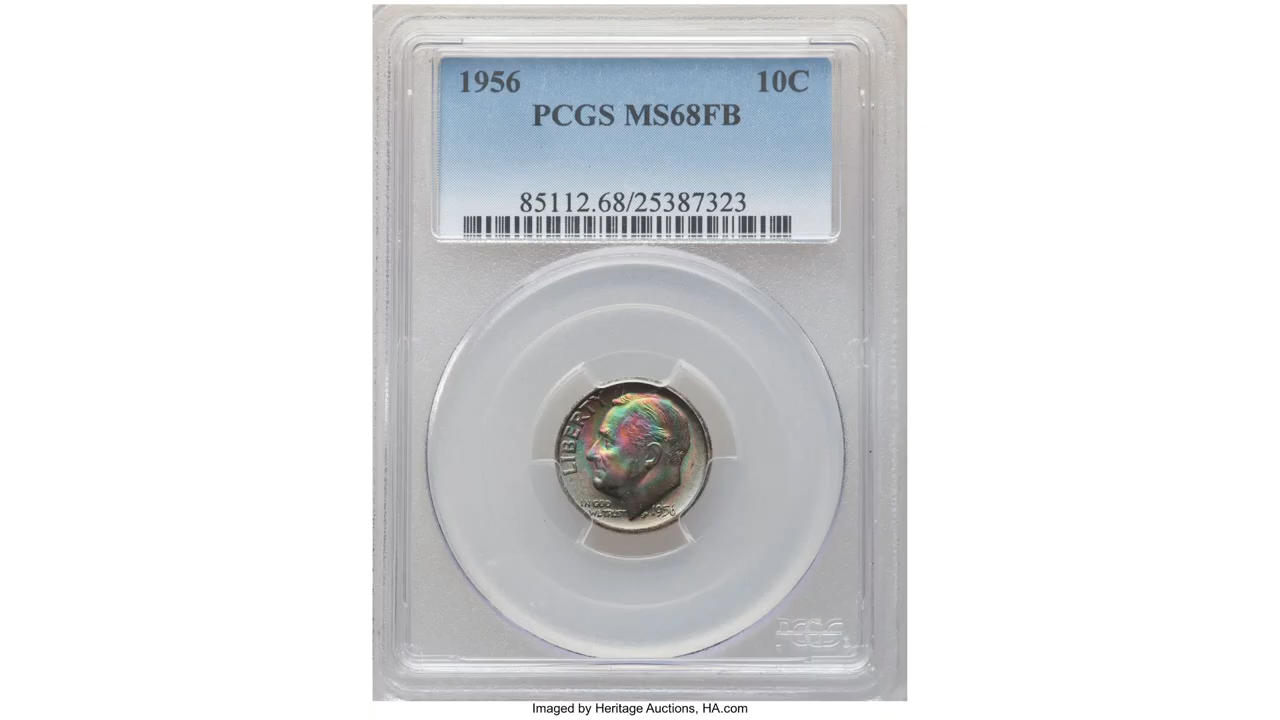 1956 10C
PCGS MS68FB
85112.68/25387323
LIBERTY
IN GOD
WE TRUST 1956
PCGS
Imaged by Heritage Auctions, HA.com